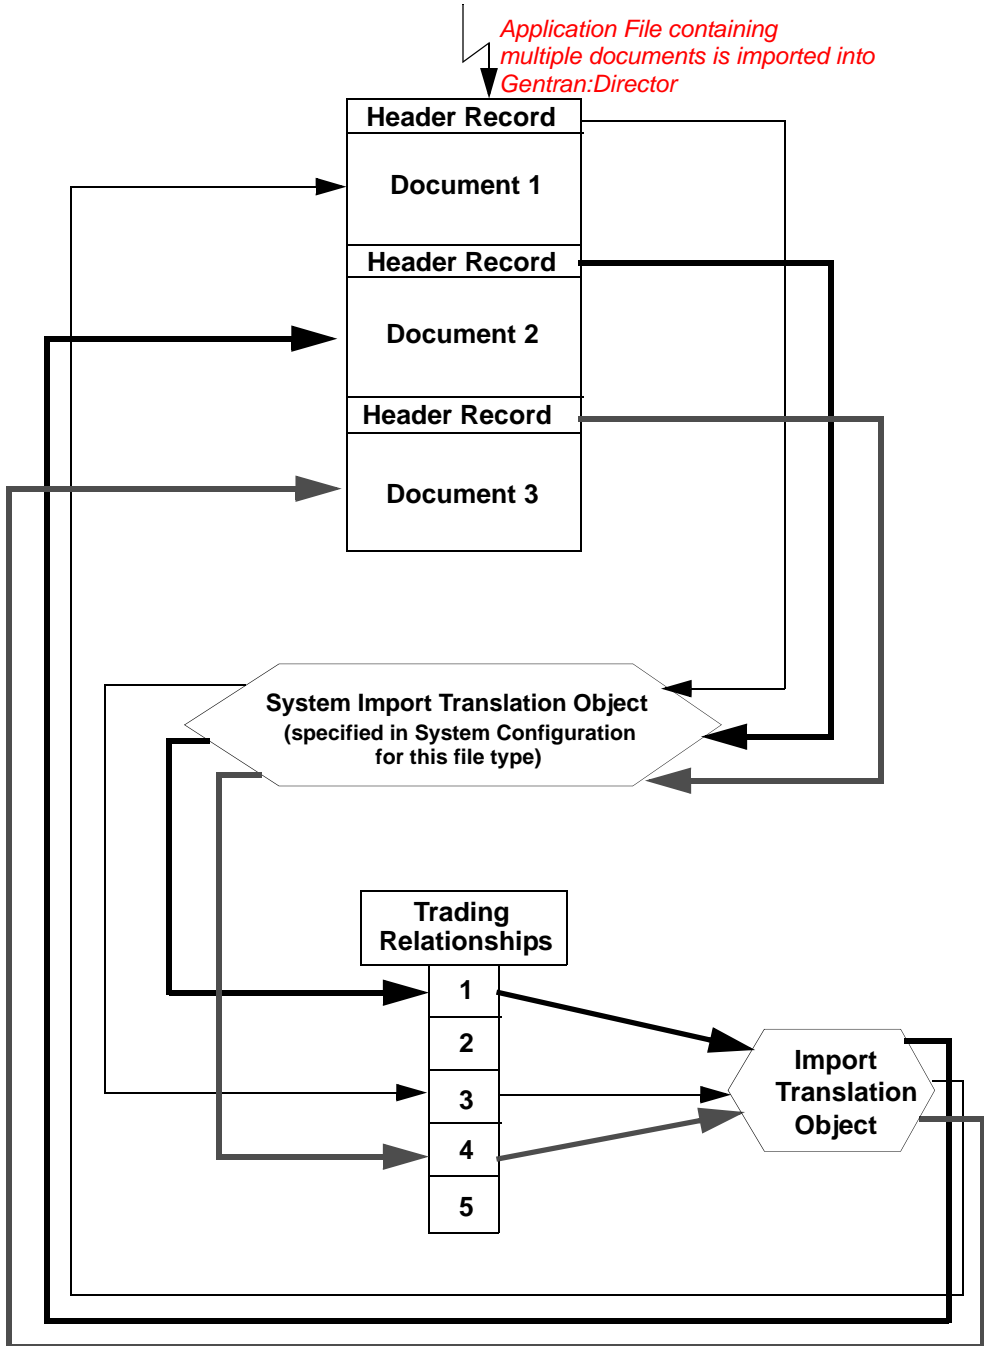 Application File containing
multiple documents is imported into
Gentran:Director
Header Record
Document 1
Header Record
Document 2
Header Record
Document 3
System Import Translation Object
(specified in System Configuration
for this file type)
Trading
Relationships
1
2
3
4
5
Import
Translation
Object